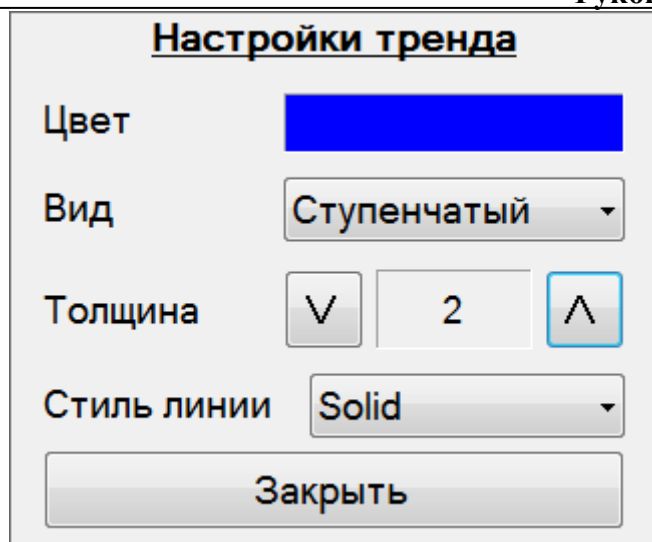 Настройки тренда
Цвет
Вид Ступенчатый
Толщина V 2 Λ
Стиль линии Solid
Закрыть